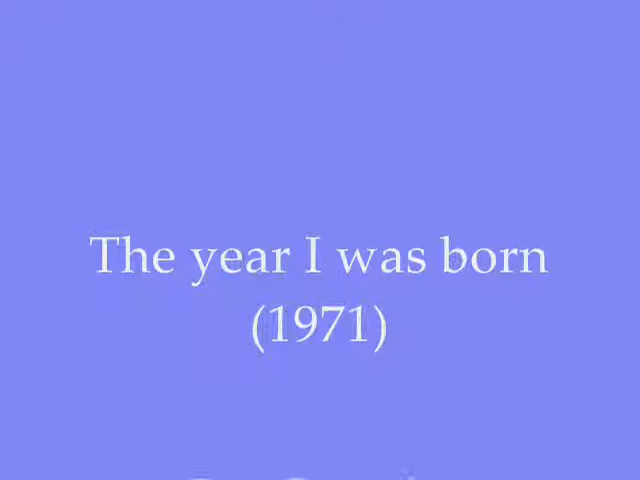 The year I was born
(1971)